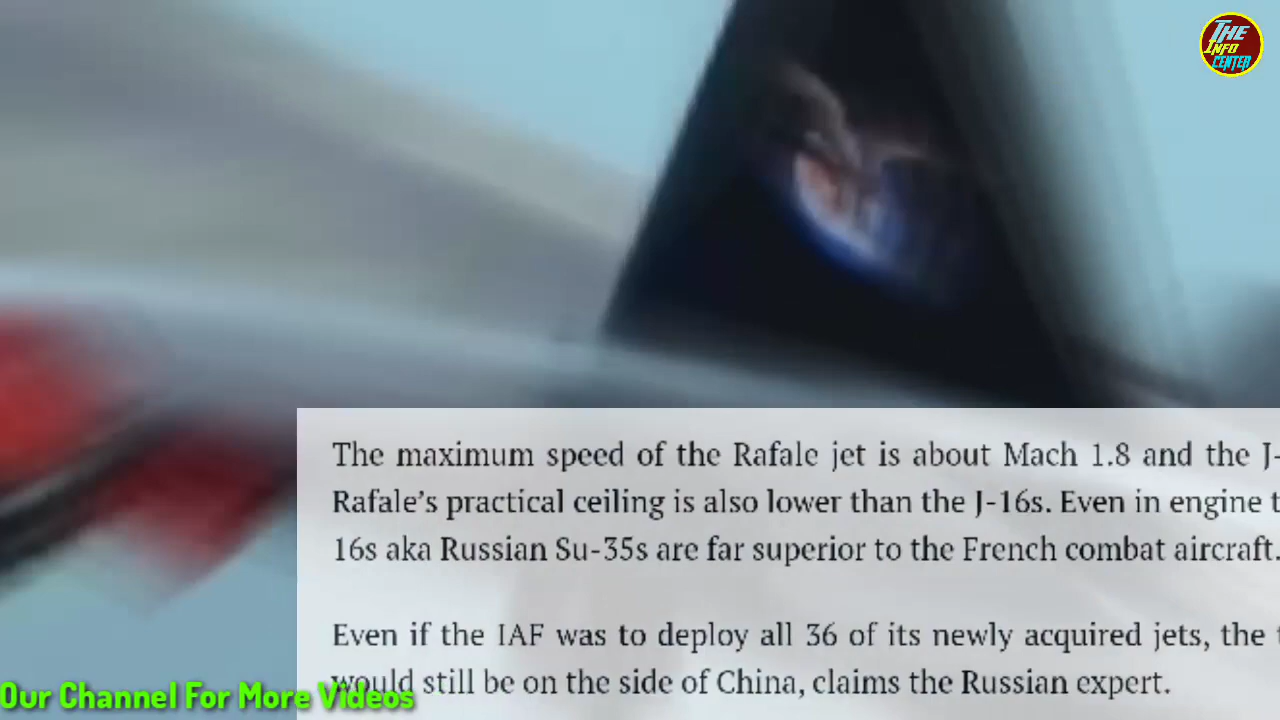 THE
INFO
CENTER
The maximum speed of the Rafale jet is about Mach 1.8 and the J-
Rafale's practical ceiling is also lower than the J-16s. Even in engine t
16s aka Russian Su-35s are far superior to the French combat aircraft.
Even if the IAF was to deploy all 36 of its newly acquired jets, the t
would still be on the side of China, claims the Russian expert.
Our Channel For More Videos